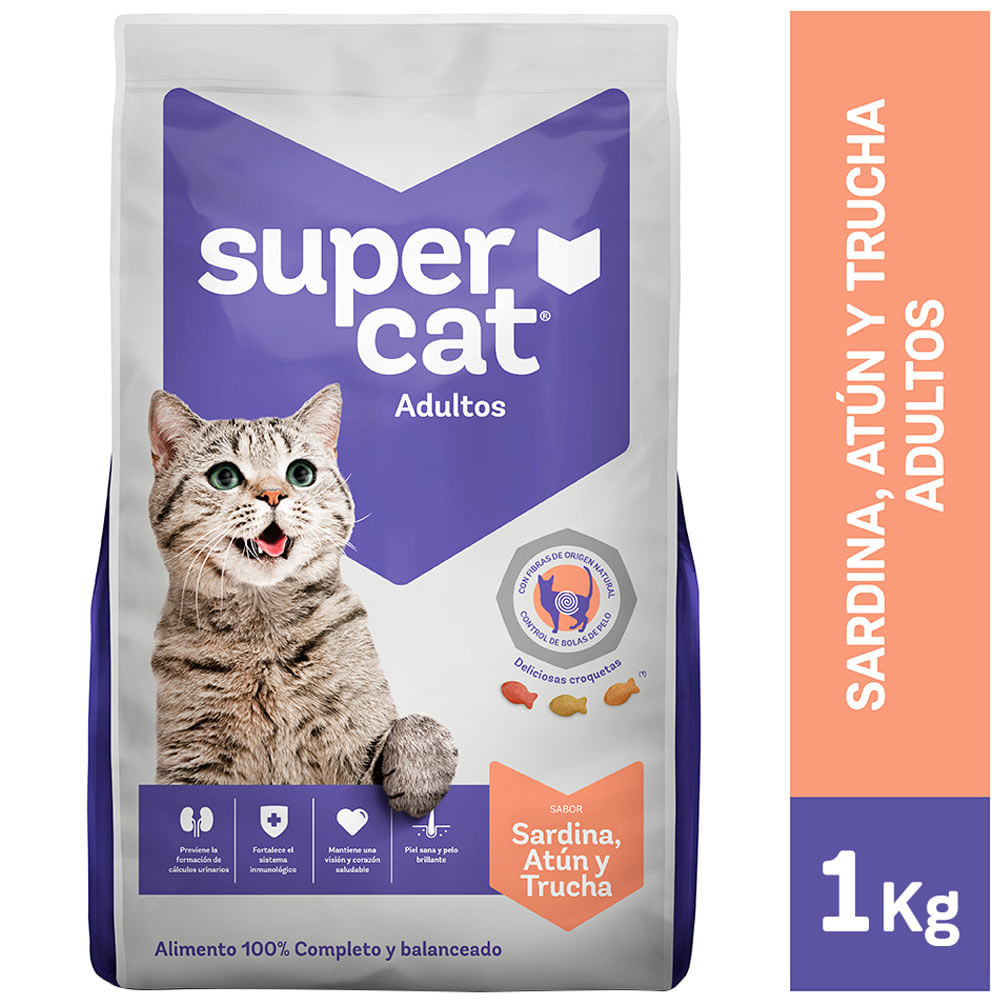 super
cat®
Adultos
CON FIBRAS DE ORIGEN NATURAL
CONTROL DE BOLAS DE PELO
Deliciosas croquetas (1)
Previene la
formación de
cálculos urinarios
Fortalece el
sistema
inmunológico
Mantiene una
visión y corazón
saludable
Piel sana y pelo
brillante
SABOR
Sardina,
Atún y
Trucha
Alimento 100% Completo y balanceado
SARDINA, ATÚN Y TRUCHA
ADULTOS
1Kg